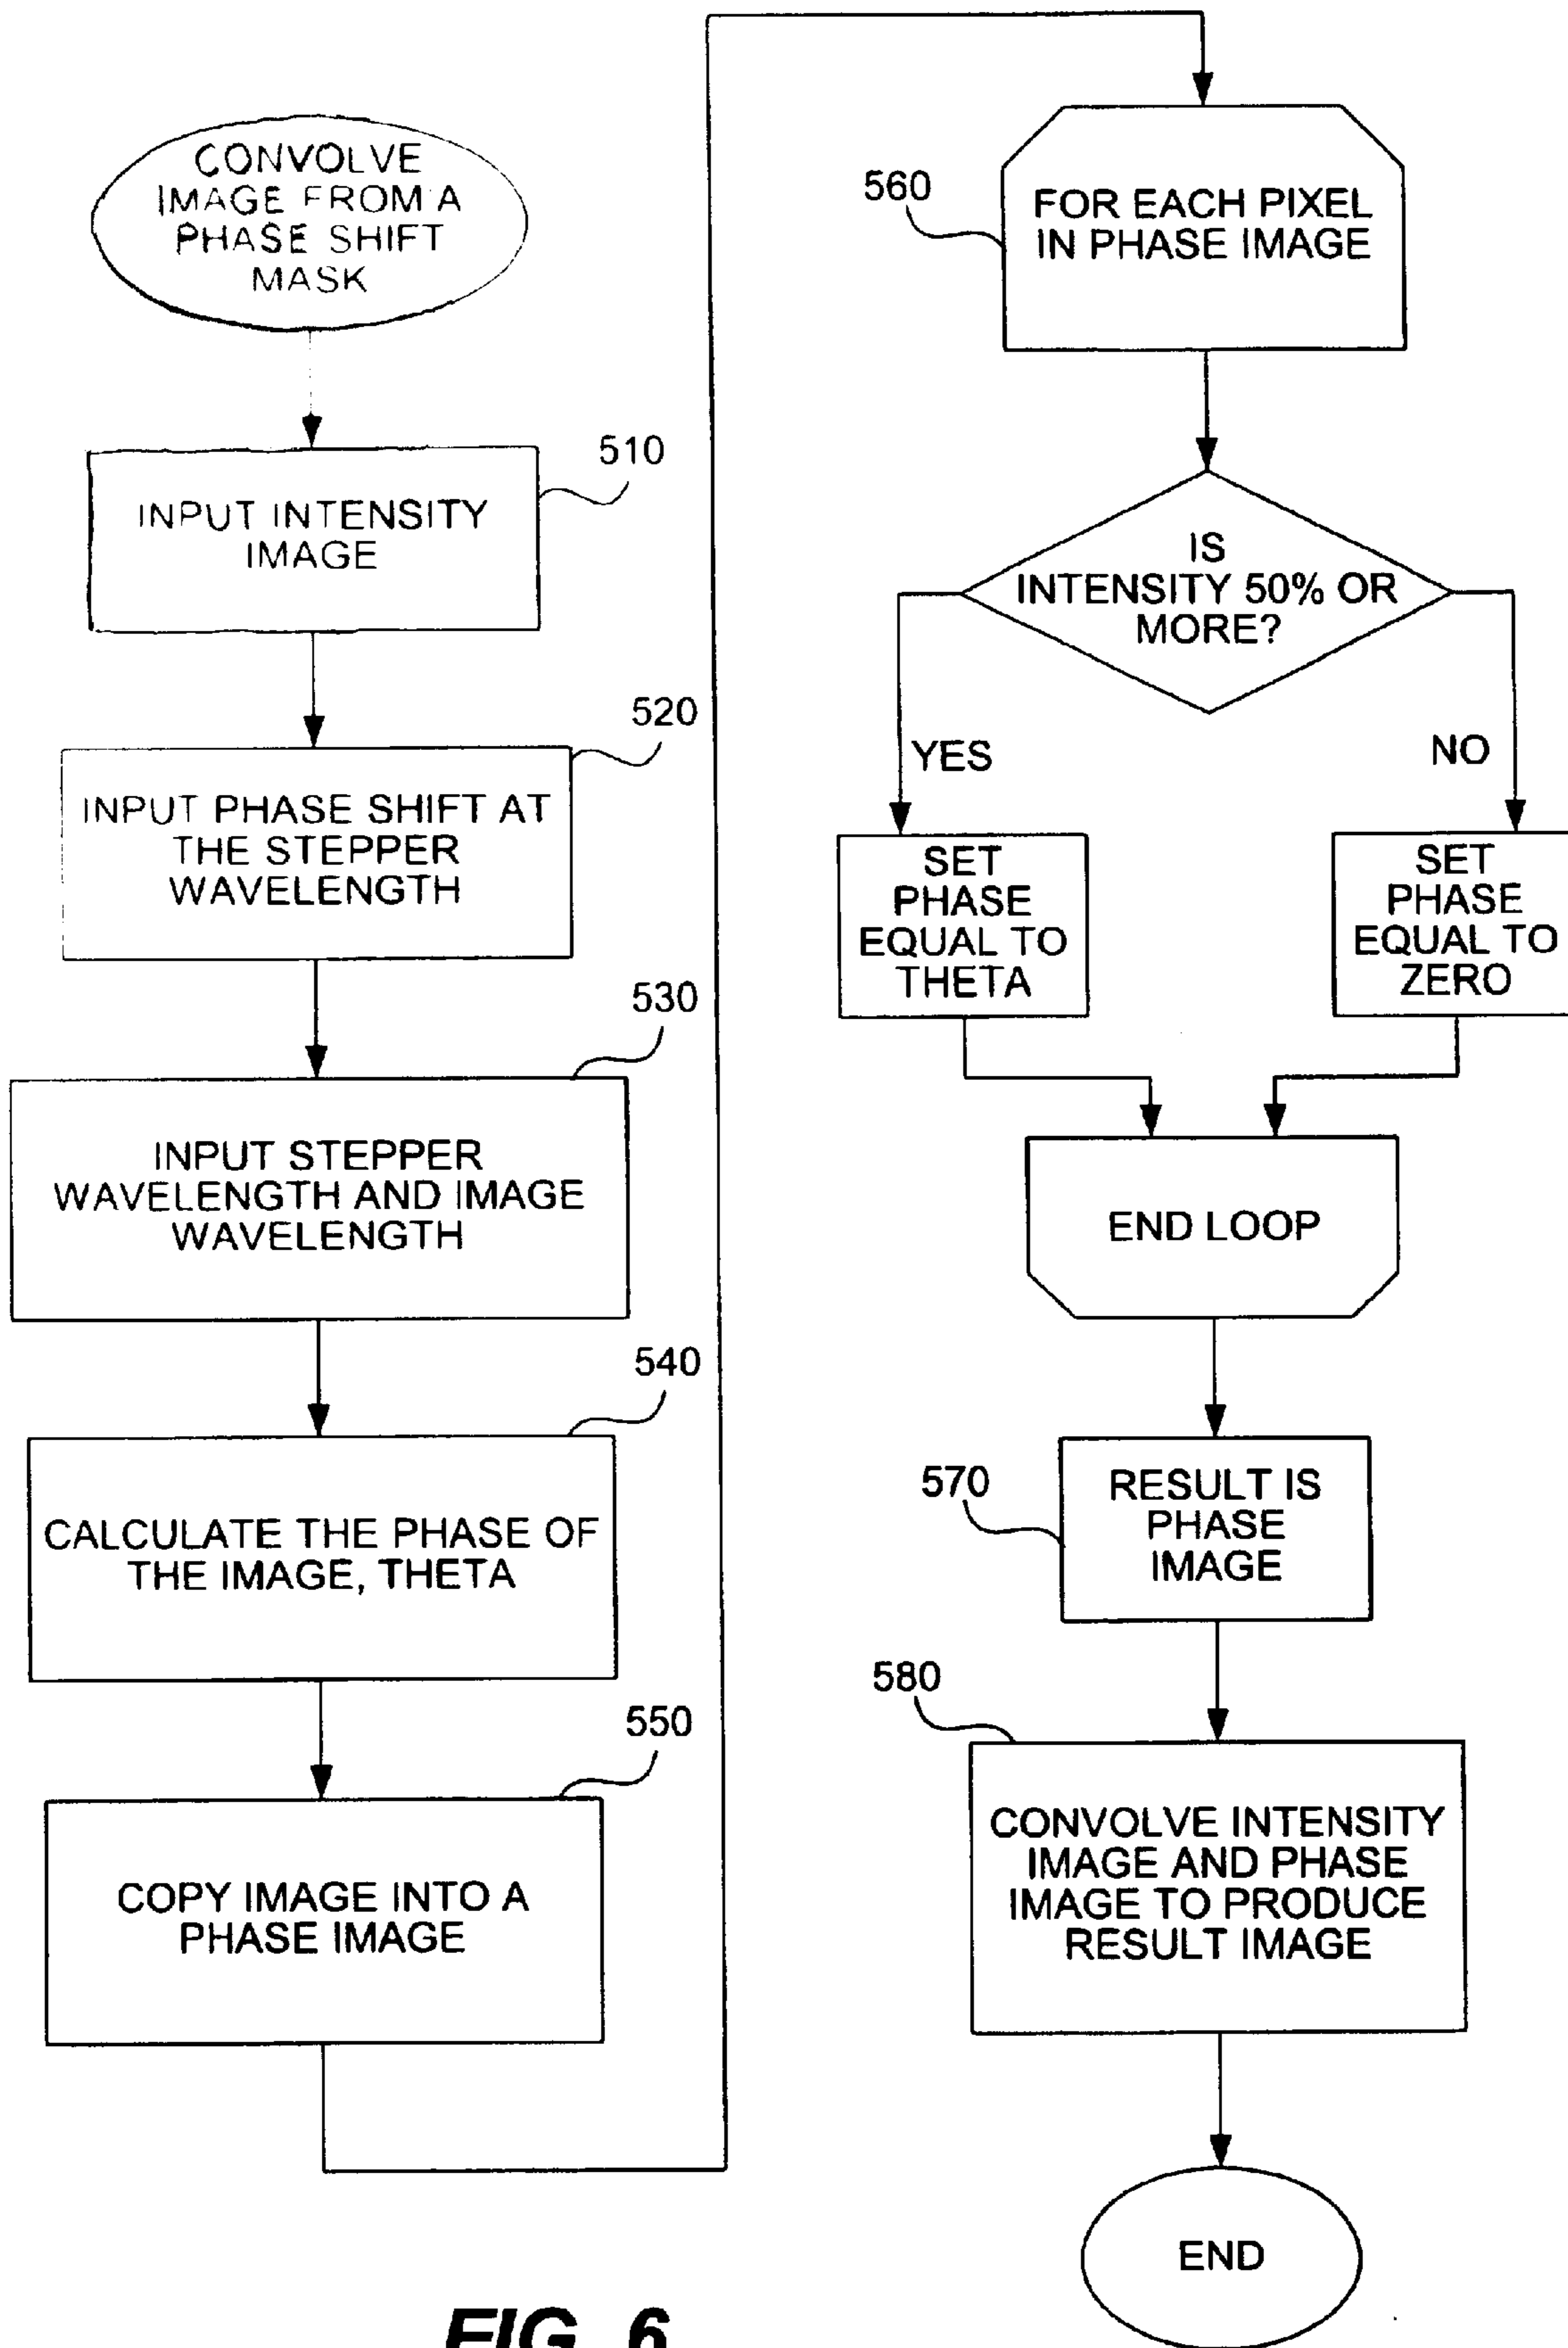 CONVOLVE
IMAGE FROM A
PHASE SHIFT
MASK
510
INPUT INTENSITY
IMAGE
520
INPUT PHASE SHIFT AT
THE STEPPER
WAVELENGTH
530
INPUT STEPPER
WAVELENGTH AND IMAGE
WAVELENGTH
540
CALCULATE THE PHASE OF
THE IMAGE, THETA
550
COPY IMAGE INTO A
PHASE IMAGE
560
FOR EACH PIXEL
IN PHASE IMAGE
IS
INTENSITY 50% OR
MORE?
YES
NO
SET
PHASE
EQUAL TO
THETA
SET
PHASE
EQUAL TO
ZERO
END LOOP
570
RESULT IS
PHASE
IMAGE
580
CONVOLVE INTENSITY
IMAGE AND PHASE
IMAGE TO PRODUCE
RESULT IMAGE
END
FIG. 6